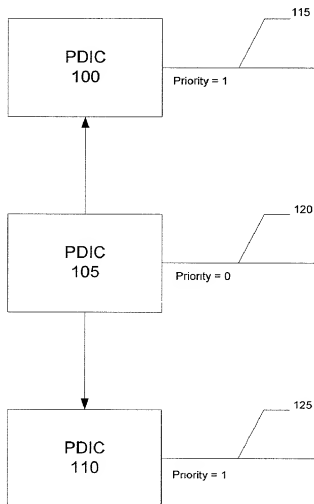 115
PDIC
100
Priority = 1
120
PDIC
105
Priority = 0
125
PDIC
110
Priority = 1